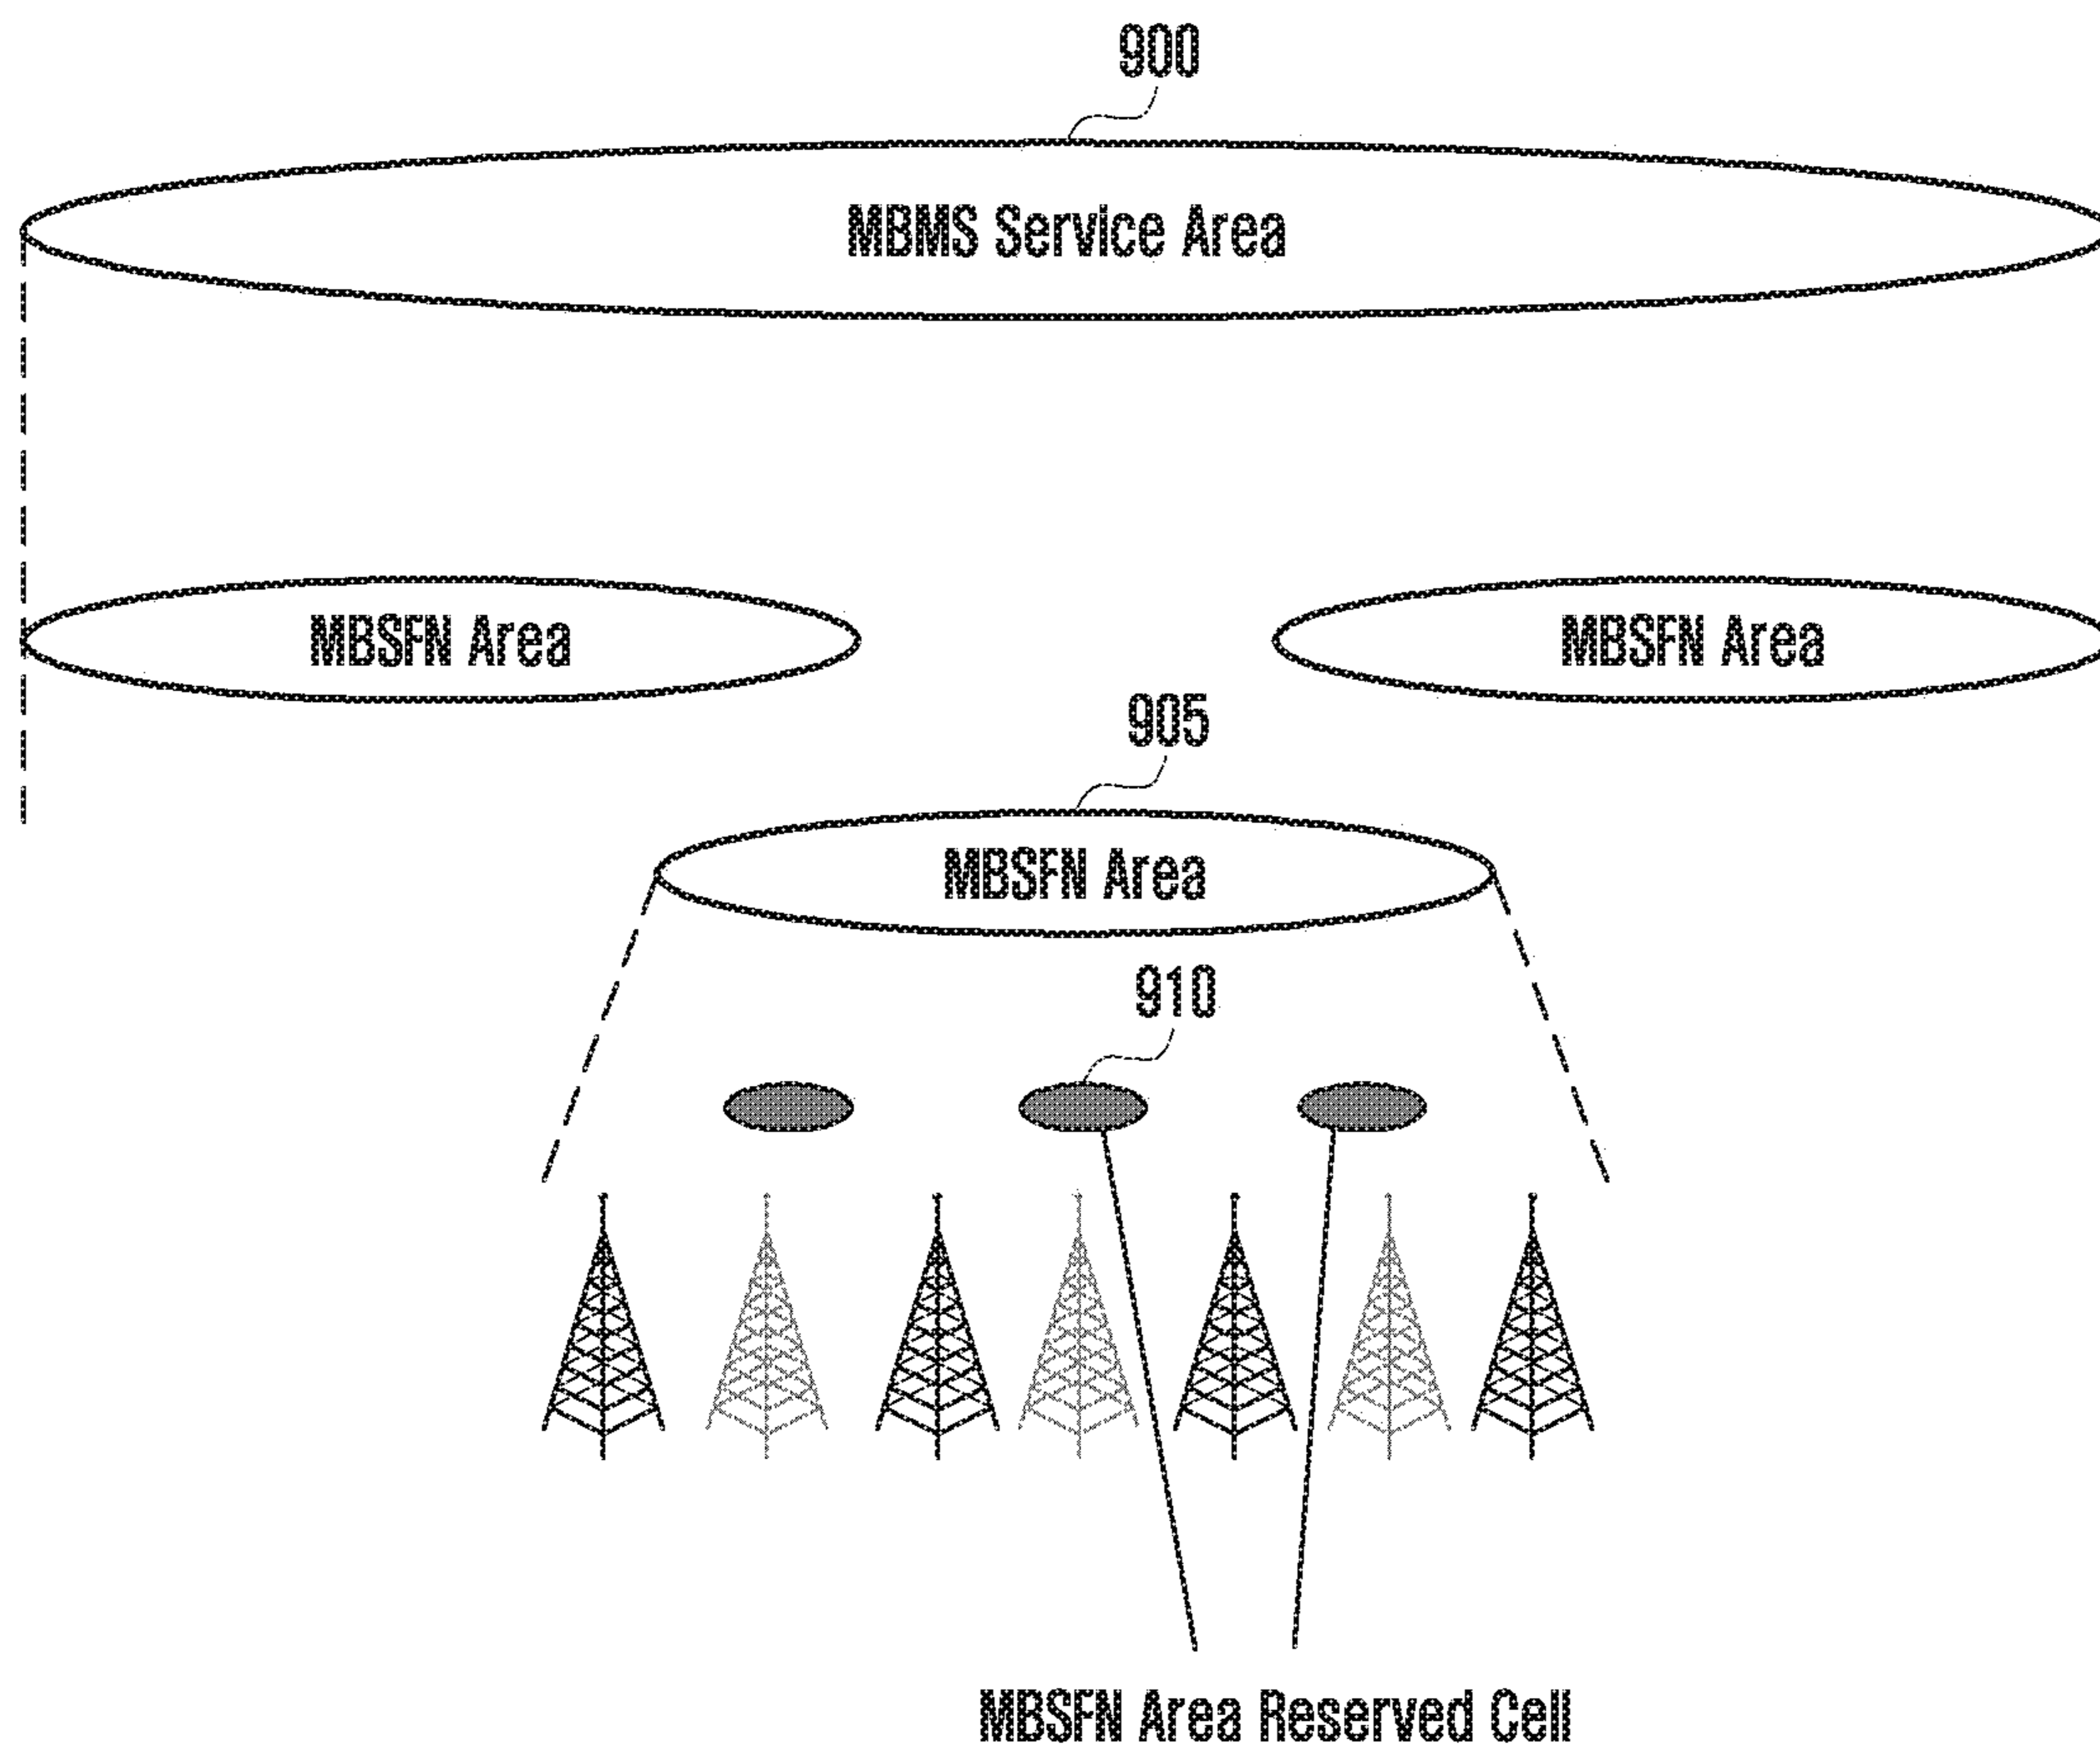 900
MBMS Service Area
MBSFN Area
MBSFN Area
905
MBSFN Area
910
MBSFN Area Reserved Cell